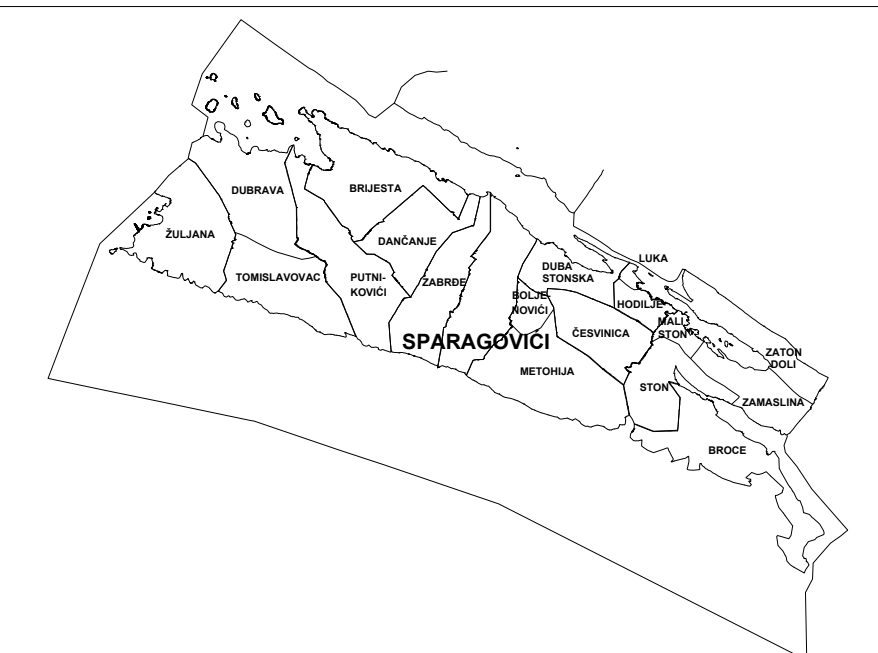 DUBRAVA
BRIJESTA
ŽULJANA
DANČANJE
TOMISLAVOVAC
PUTNI-
KOVIĆI
ZABRĐE
DUBA
STONSKA
LUKA
BOLJE-
NOVIĆI
HODILJE
MALI
STON
ČESVINICA
SPARAGOVIĆI
METOHIJA
ZATON
DOLI
STON
ZAMASLINA
BROCE